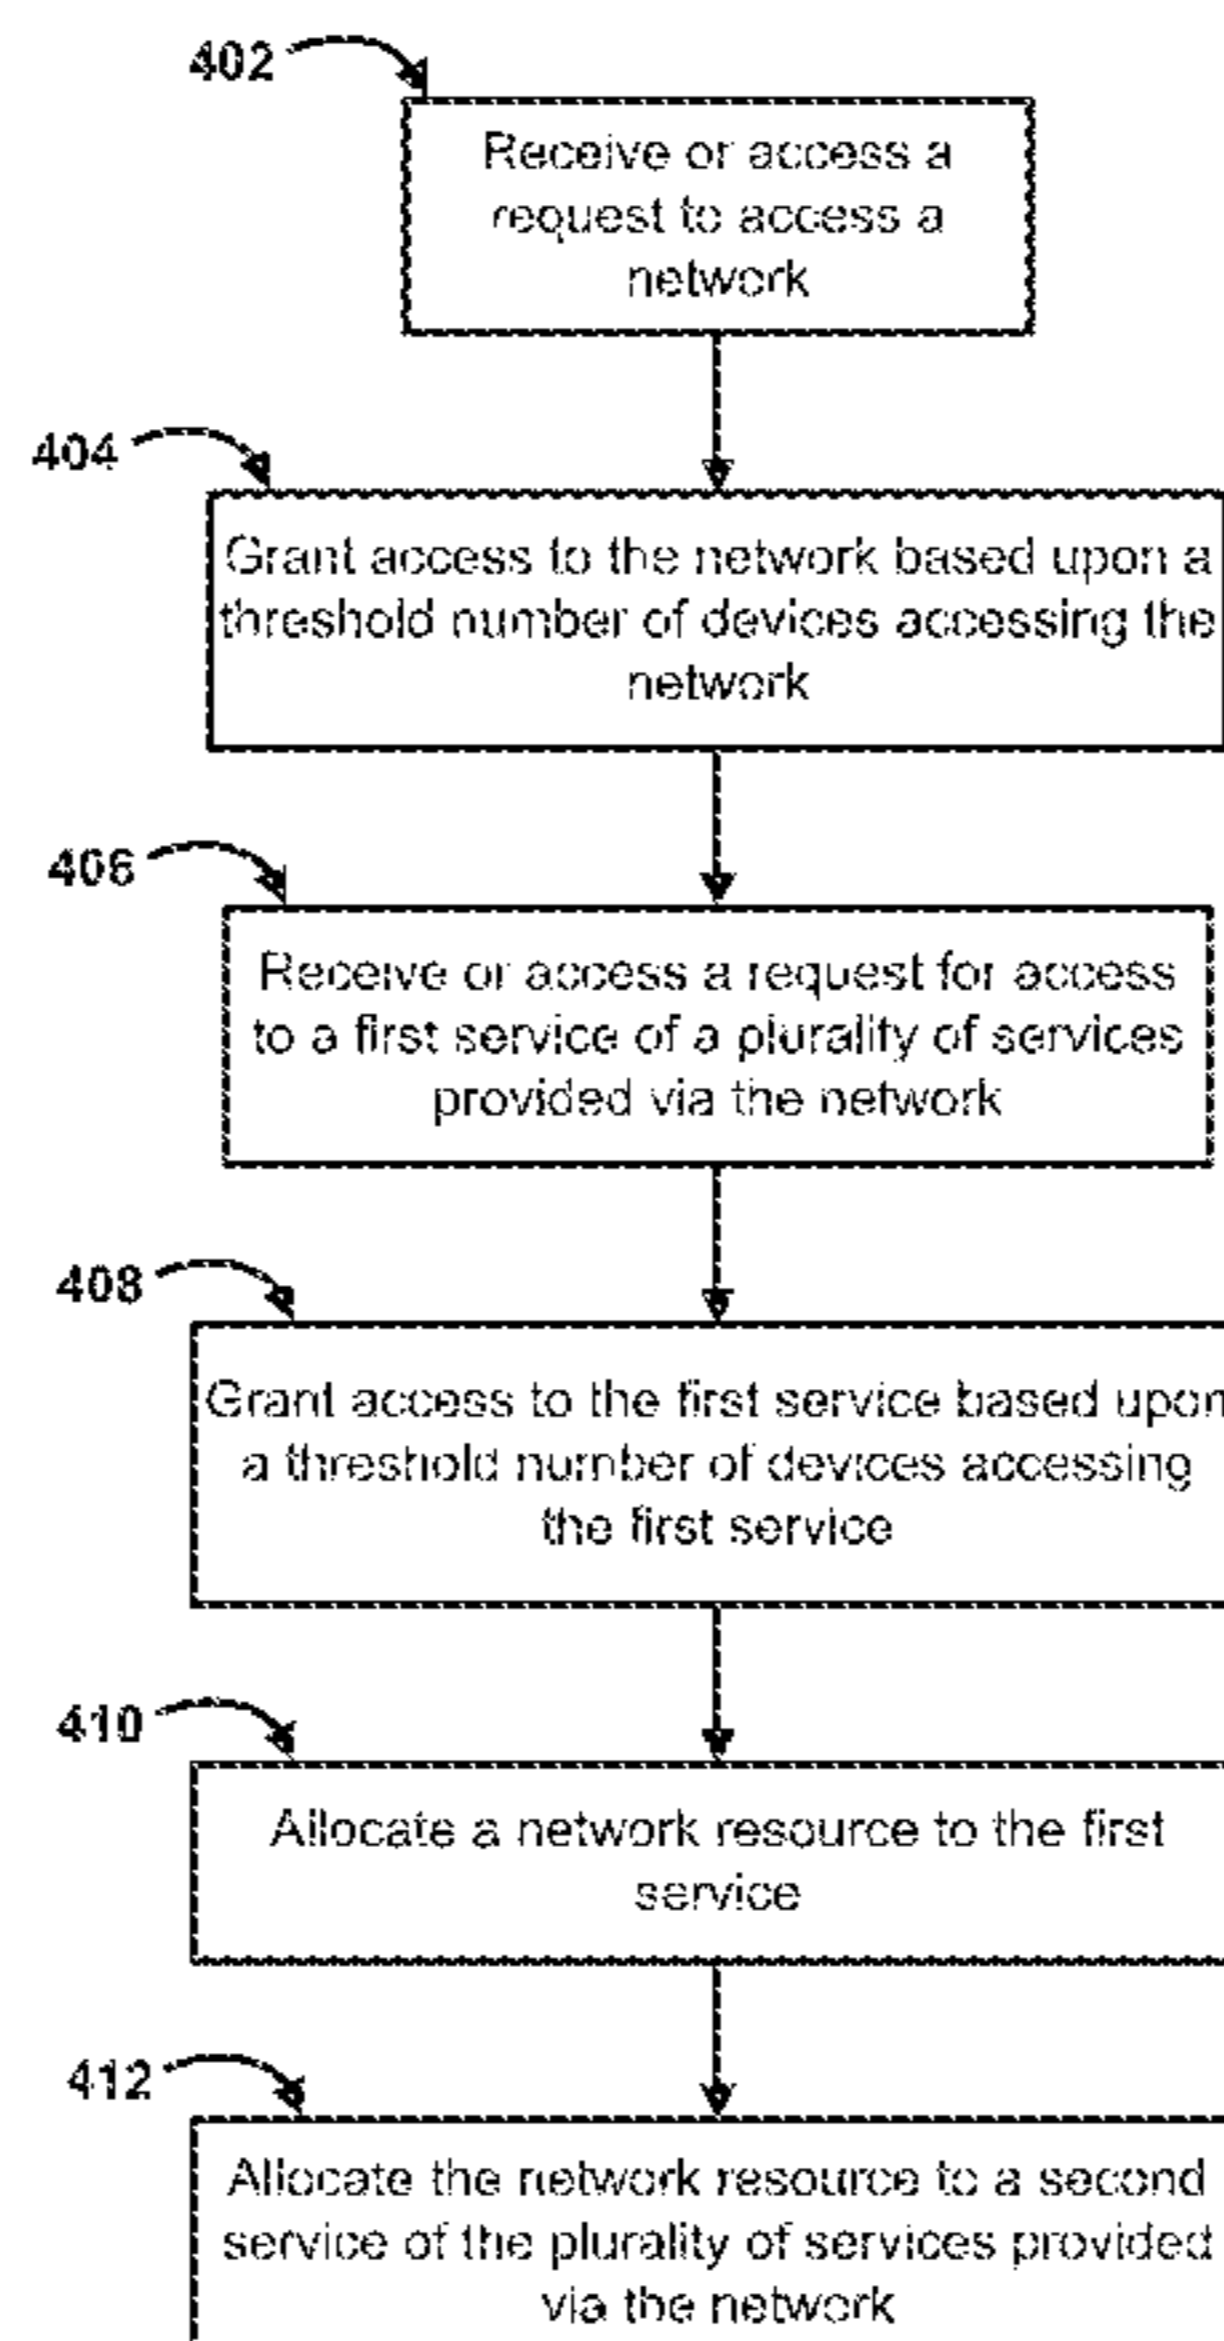 402
Receive or access a
request to access a
network
404
Grant access to the network based upon a
threshold number of devices accessing the
network
406
Receive or access a request for access
to a first service of a plurality of services
provided via the network
408
Grant access to the first service based upon
a threshold number of devices accessing
the first service
410
Allocate a network resource to the first
service
412
Allocate the network resource to a second
service of the plurality of services provided
via the network